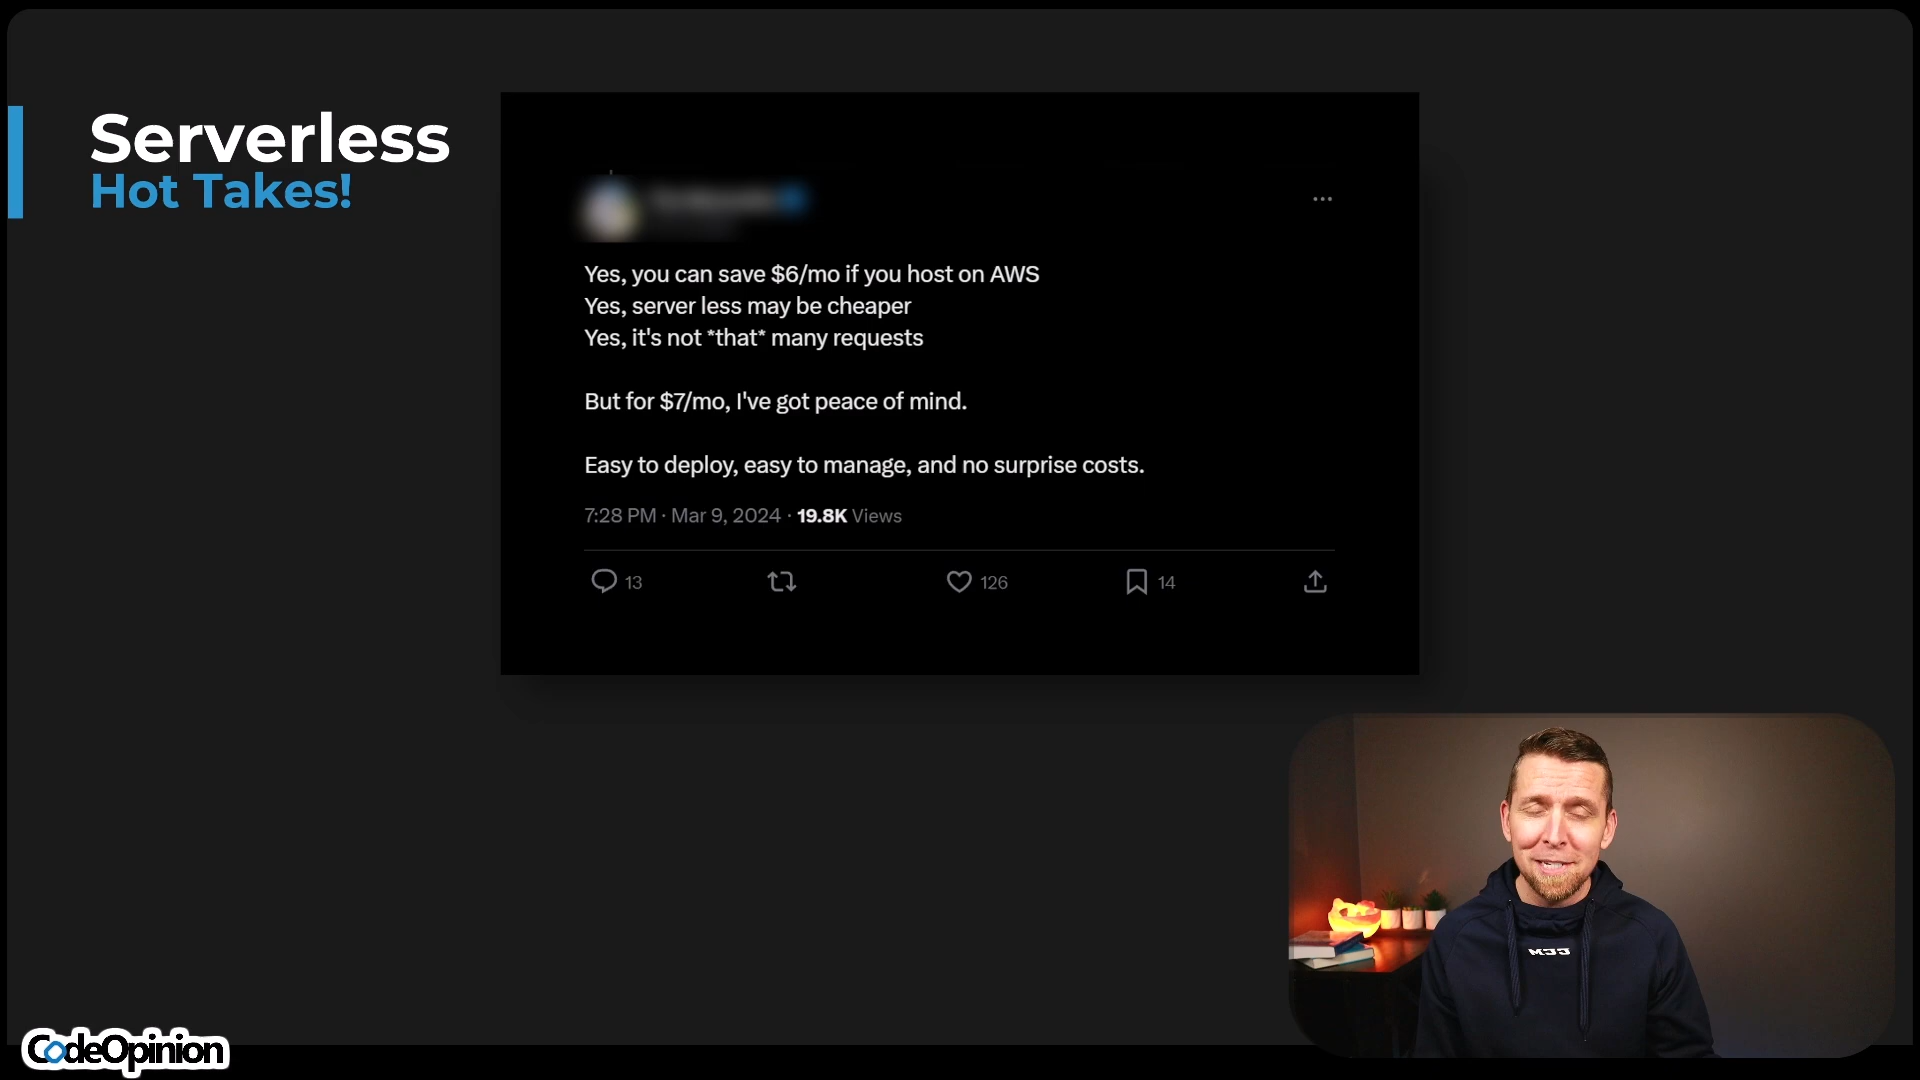 Serverless
Hot Takes!
Yes, you can save $6/mo if you host on AWS
Yes, server less may be cheaper
Yes, it's not *that* many requests
But for $7/mo, I've got peace of mind.
Easy to deploy, easy to manage, and no surprise costs.
7:28 PM · Mar 9, 2024 · 19.8K Views
13 126 14
CodeOpinion